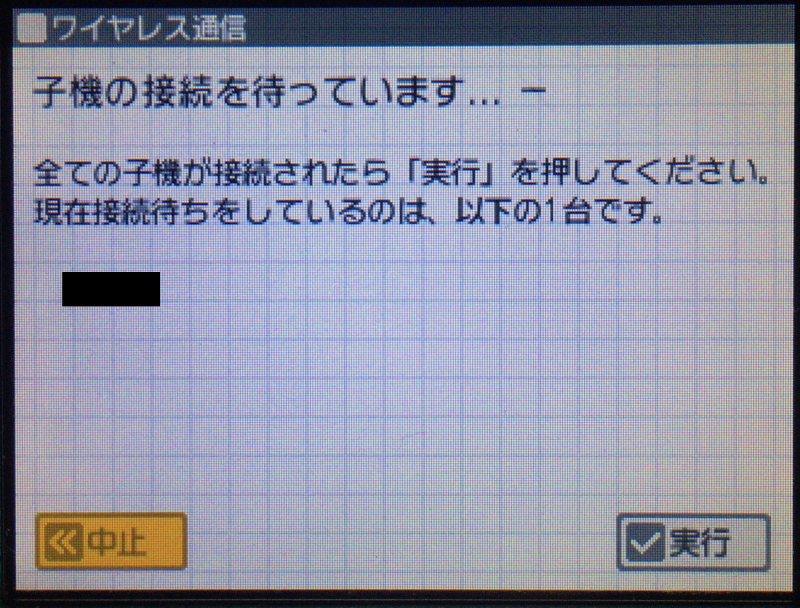 ワイヤレス通信
子機の接続を待っています... ー
全ての子機が接続されたら「実行」を押してください。
現在接続待ちをしているのは、以下の1台です。
中止
実行